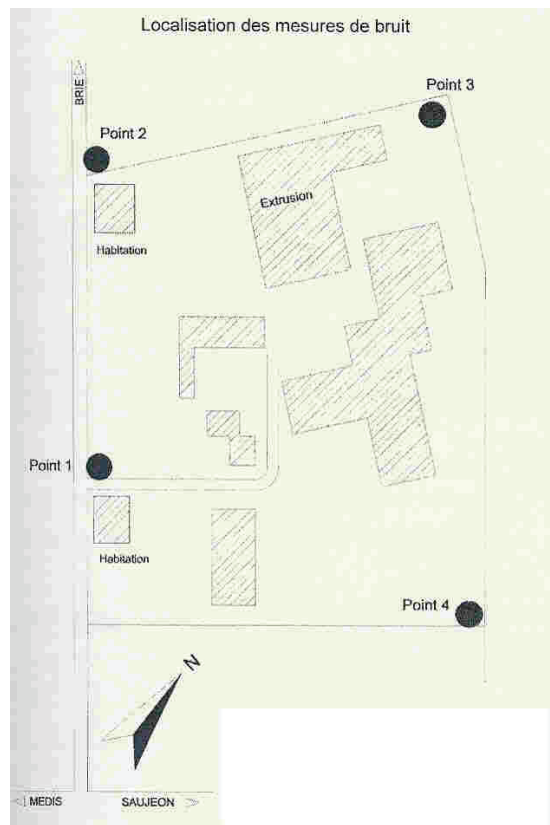 Localisation des mesures de bruit
BRIE
Point 3
Point 2
Extrusion
Habitation
Point 1
Habitation
Point 4
N
MEDIS
SAUJEON